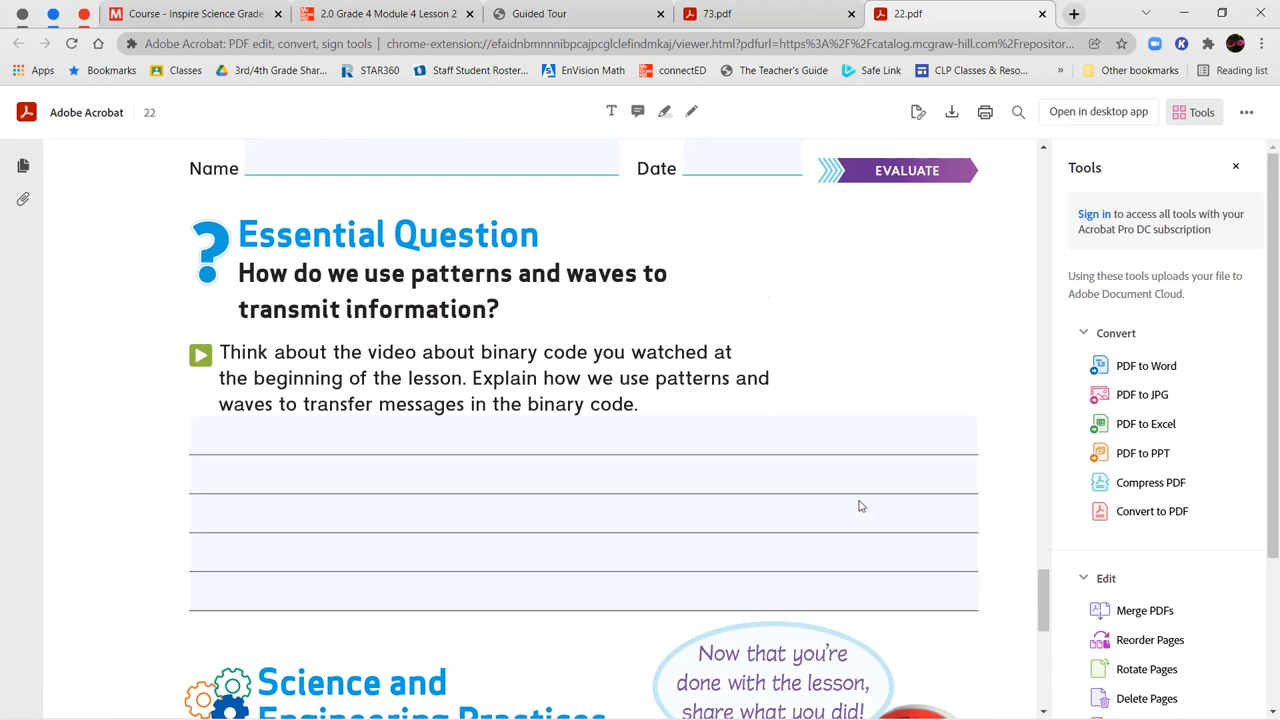 Course - Inspire Science Grade
2.0 Grade 4 Module 4 Lesson 2
Guided Tour
73.pdf
22.pdf
Adobe Acrobat: PDF edit, convert, sign tools | chrome-extension://efaidnbmnnnibpcajpcglclefindmkaj/viewer.html?pdfurl=https%3A%2F%2Fcatalog.mcgraw-hill.com%2Frepositor...
Apps
Bookmarks
Classes
3rd/4th Grade Shar...
STAR360
Staff Student Roster...
EnVision Math
connectED
The Teacher's Guide
Safe Link
CLP Classes & Reso...
»
Other bookmarks
Reading list
Adobe Acrobat
22
Open in desktop app
Tools
Name
Date
EVALUATE
Essential Question
How do we use patterns and waves to
transmit information?
Think about the video about binary code you watched at
the beginning of the lesson. Explain how we use patterns and
waves to transfer messages in the binary code.
Science and
Engineering Practices
Now that you're
done with the lesson,
share what you did!
Tools
Sign in to access all tools with your
Acrobat Pro DC subscription
Using these tools uploads your file to
Adobe Document Cloud.
Convert
PDF to Word
PDF to JPG
PDF to Excel
PDF to PPT
Compress PDF
Convert to PDF
Edit
Merge PDFs
Reorder Pages
Rotate Pages
Delete Pages